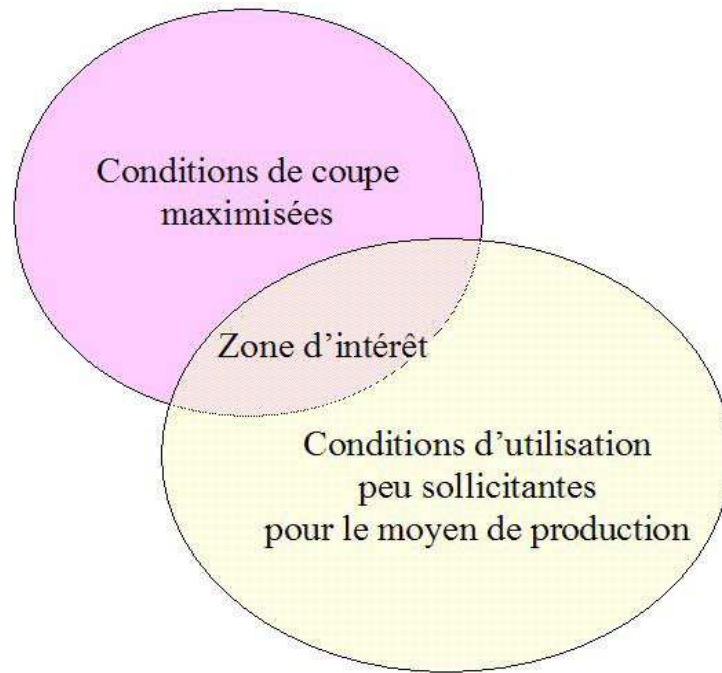 Conditions de coupe
maximisées
Zone d'intérêt
Conditions d'utilisation
peu sollicitantes
pour le moyen de production